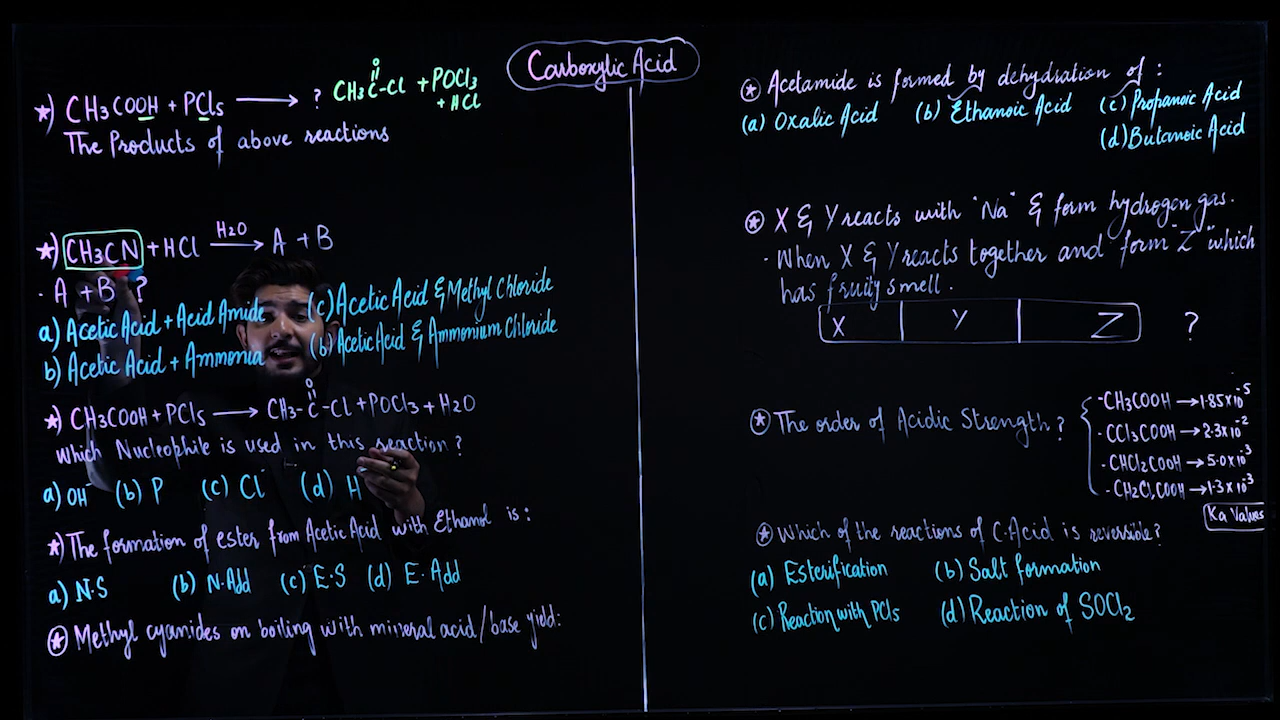 Carboxylic Acid
*) CH3COOH + PCl5 ⟶ ? CH3-C-Cl + POCl3
O
+ HCl
The Products of above reactions
*) CH3CN + HCl H2O ⟶ A + B
· A + B ?
a) Acetic Acid + Acid Amide (c) Acetic Acid & Methyl Chloride
b) Acetic Acid + Ammonia (b) Acetic Acid & Ammonium Chloride
*) CH3COOH + PCl5 ⟶ CH3-C-Cl + POCl3 + H2O
O
Which Nucleophile is used in this reaction?
a) OH⁻ (b) P (c) Cl⁻ (d) H
*) The formation of ester from Acetic Acid with Ethanol is:
a) N·S (b) N·Add (c) E·S (d) E·Add
* Methyl cyanides on boiling with mineral acid/base yield:
* Acetamide is formed by dehydration of:
(a) Oxalic Acid (b) Ethanoic Acid (c) Propanoic Acid
(d) Butanoic Acid
* X & Y reacts with "Na" & form hydrogen gas.
· When X & Y reacts together and form "Z" which
has fruity smell.
X Y Z ?
* The order of Acidic Strength?
-CH3COOH → 1.85×10⁻⁵
-CCl3COOH → 2.3×10⁻²
-CHCl2COOH → 5.0×10⁻³
-CH2Cl,COOH → 1.3×10⁻³
Ka Values
* Which of the reactions of C.Acid is reversible?
(a) Esterification (b) Salt formation
(c) Reaction with PCl5 (d) Reaction of SOCl2